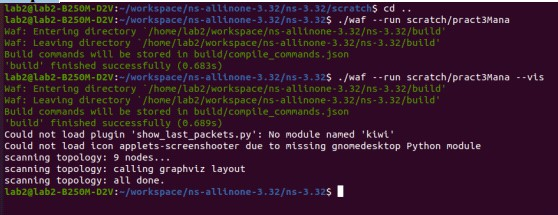 lab2@lab2-B250M-D2V:~/workspace/ns-allinone-3.32/ns-3.32/scratch$ cd ..
lab2@lab2-B250M-D2V:~/workspace/ns-allinone-3.32/ns-3.32$ ./waf --run scratch/pract3Mana
Waf: Entering directory `/home/lab2/workspace/ns-allinone-3.32/ns-3.32/build'
Waf: Leaving directory `/home/lab2/workspace/ns-allinone-3.32/ns-3.32/build'
Build commands will be stored in build/compile_commands.json
'build' finished successfully (0.683s)
lab2@lab2-B250M-D2V:~/workspace/ns-allinone-3.32/ns-3.32$ ./waf --run scratch/pract3Mana --vis
Waf: Entering directory `/home/lab2/workspace/ns-allinone-3.32/ns-3.32/build'
Waf: Leaving directory `/home/lab2/workspace/ns-allinone-3.32/ns-3.32/build'
Build commands will be stored in build/compile_commands.json
'build' finished successfully (0.689s)
Could not load plugin 'show_last_packets.py': No module named 'kiwi'
Could not load icon applets-screenshooter due to missing gnomedesktop Python module
scanning topology: 9 nodes...
scanning topology: calling graphviz layout
scanning topology: all done.
lab2@lab2-B250M-D2V:~/workspace/ns-allinone-3.32/ns-3.32$